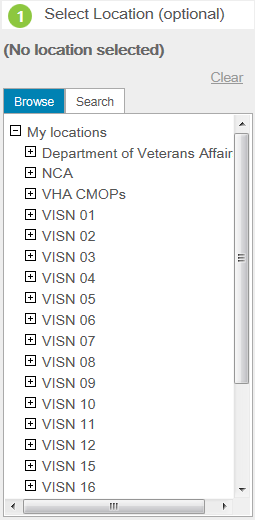 1 Select Location (optional)
(No location selected)
Clear
Browse Search
My locations
Department of Veterans Affair
NCA
VHA CMOPs
VISN 01
VISN 02
VISN 03
VISN 04
VISN 05
VISN 06
VISN 07
VISN 08
VISN 09
VISN 10
VISN 11
VISN 12
VISN 15
VISN 16